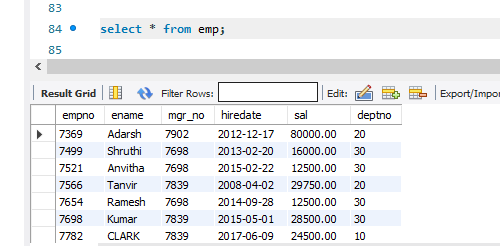 83
84 select * from emp;
85
Result Grid Filter Rows: Edit: Export/Impor
empno ename mgr_no hiredate sal deptno
7369 Adarsh 7902 2012-12-17 80000.00 20
7499 Shruthi 7698 2013-02-20 16000.00 30
7521 Anvitha 7698 2015-02-22 12500.00 30
7566 Tanvir 7839 2008-04-02 29750.00 20
7654 Ramesh 7698 2014-09-28 12500.00 30
7698 Kumar 7839 2015-05-01 28500.00 30
7782 CLARK 7839 2017-06-09 24500.00 10